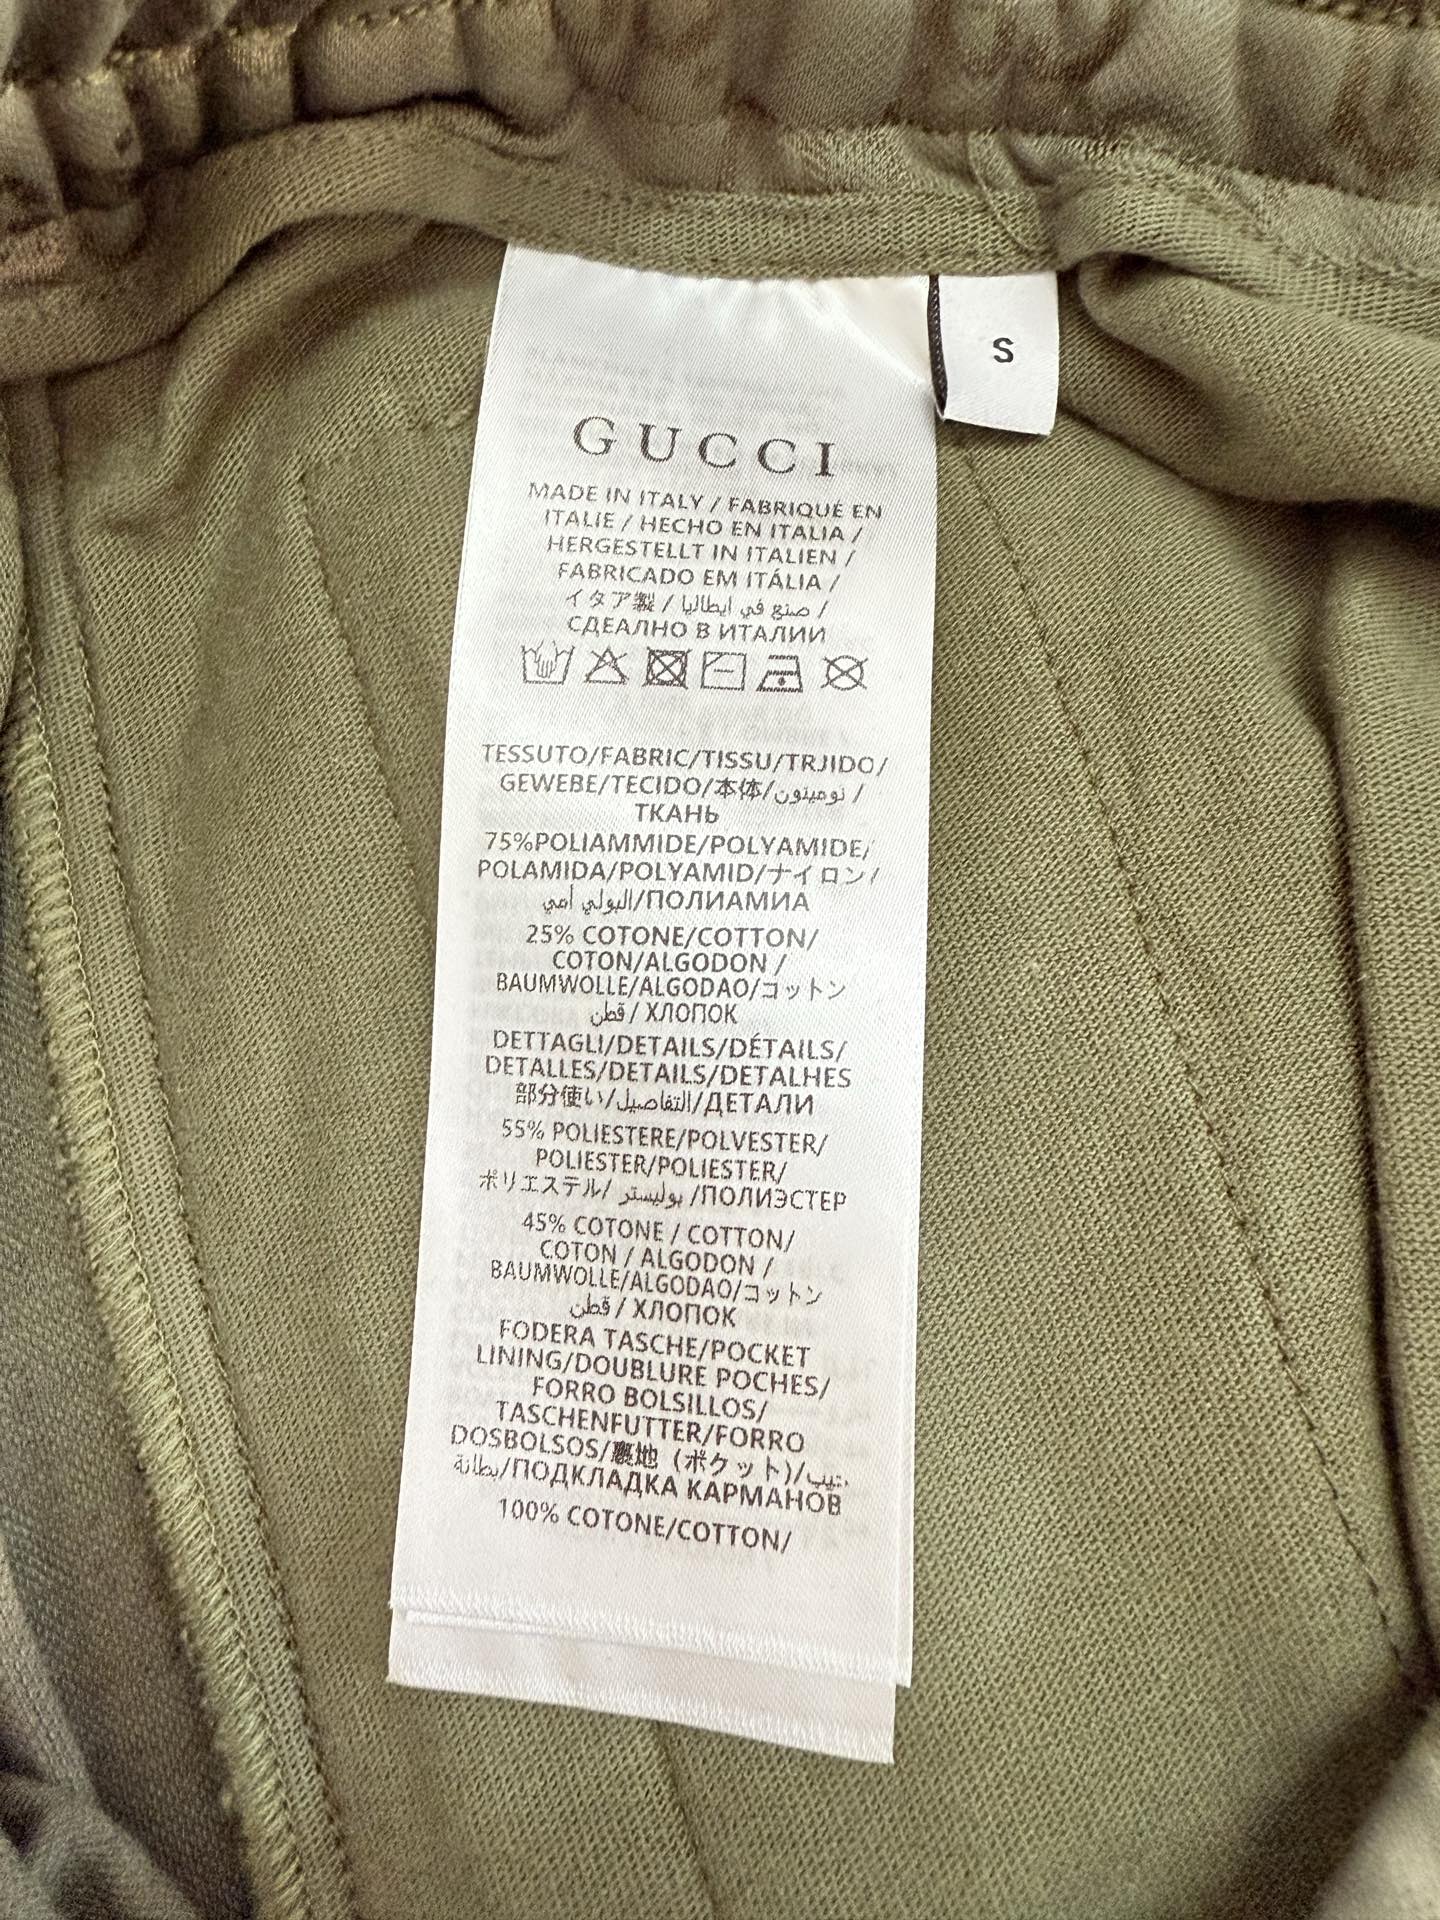 S
GUCCI
MADE IN ITALY / FABRIQUÉ EN
ITALIE / HECHO EN ITALIA /
HERGESTELLT IN ITALIEN /
FABRICADO EM ITÁLIA /
イタア製 / صنع في ايطاليا /
СДЕАЛНО В ИТАЛИИ
TESSUTO/FABRIC/TISSU/TRJIDO/
GEWEBE/TECIDO/本体/نومينون /
ТКАНЬ
75%POLIAMMIDE/POLYAMIDE/
POLAMIDA/POLYAMID/ナイロン/
البولي أمي/ПОЛИАМИА
25% COTONE/COTTON/
COTON/ALGODON /
BAUMWOLLE/ALGODAO/コットン
قطن / ХЛОПОК
DETTAGLI/DETAILS/DÉTAILS/
DETALLES/DETAILS/DETALHES
部分使い/التفاصيل/ДЕТАЛИ
55% POLIESTERE/POLVESTER/
POLIESTER/POLIESTER/
ポリエステル/ بوليستر /ПОЛИЭСТЕР
45% COTONE / COTTON/
COTON / ALGODON /
BAUMWOLLE/ALGODAO/コットン
قطن / ХЛОПОК
FODERA TASCHE/POCKET
LINING/DOUBLURE POCHES/
FORRO BOLSILLOS/
TASCHENFUTTER/FORRO
DOSBOLSOS/裏地 (ポケット)/
بطانة/ПОДКЛАДКА КАРМАНОВ
100% COTONE/COTTON/